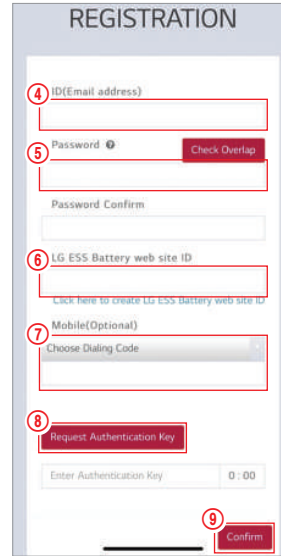 REGISTRATION
④ ID(Email address)
Check Overlap
⑤ Password ?
Password Confirm
⑥ LG ESS Battery web site ID
Click here to create LG ESS Battery web site ID
⑦ Mobile(Optional)
Choose Dialing Code
⑧
Request Authentication Key
Enter Authentication Key 0 : 00
⑨
Confirm